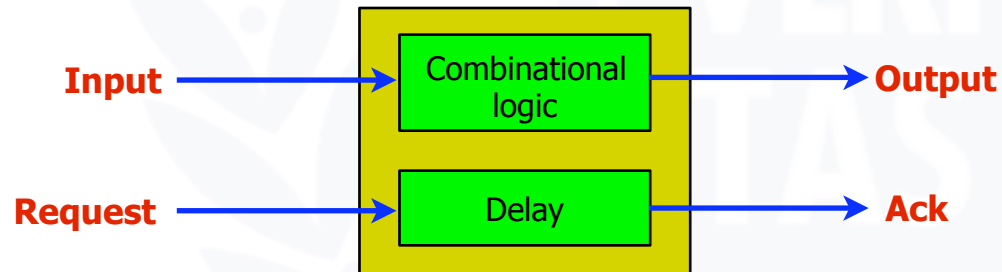 Input
Combinational
logic
Output
Request
Delay
Ack